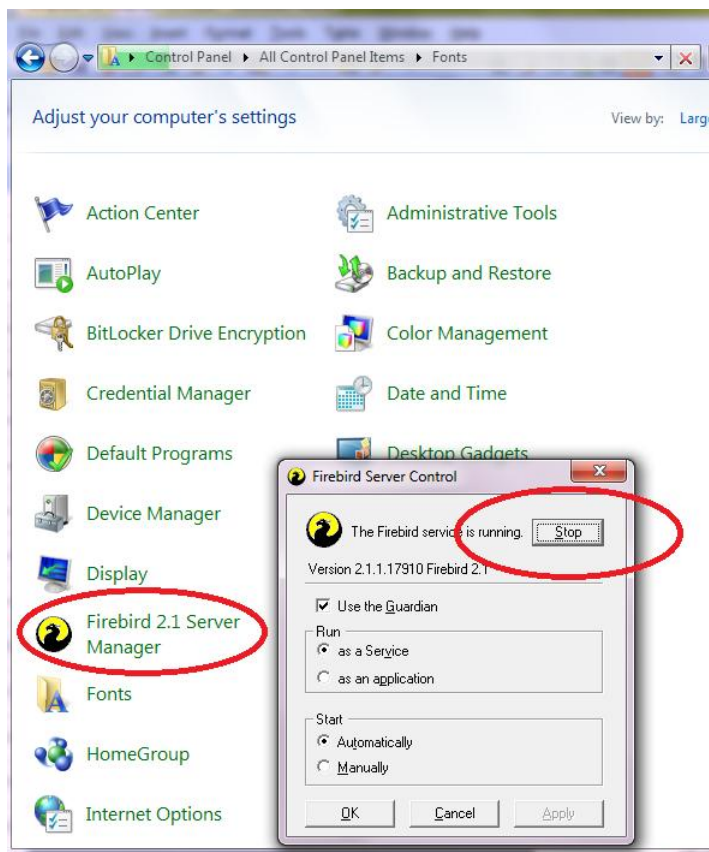 Control Panel All Control Panel Items Fonts
Adjust your computer's settings
View by: Larg
Action Center
Administrative Tools
AutoPlay
Backup and Restore
BitLocker Drive Encryption
Color Management
Credential Manager
Date and Time
Default Programs
Desktop Gadgets
Device Manager
Display
Firebird 2.1 Server
Manager
Fonts
HomeGroup
Internet Options
Firebird Server Control
The Firebird service is running. Stop
Version 2.1.1.17910 Firebird 2.1
Use the Guardian
Run
as a Service
as an application
Start
Automatically
Manually
OK Cancel Apply